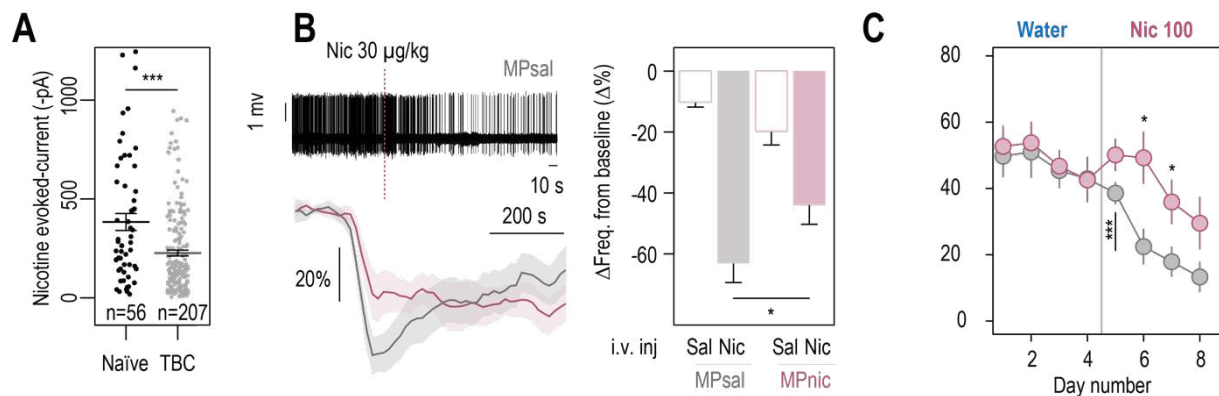 A
Nicotine evoked-current (-pA)
1000
500
0
***
n=56 n=207
Naïve TBC
B
Nic 30 µg/kg
MPsal
1 mv
10 s
200 s
20%
ΔFreq. from baseline (Δ%)
0
-20
-40
-60
*
i.v. inj Sal Nic Sal Nic
MPsal MPnic
C
Water Nic 100
80
60
40
20
0
*
*
***
2 4 6 8
Day number